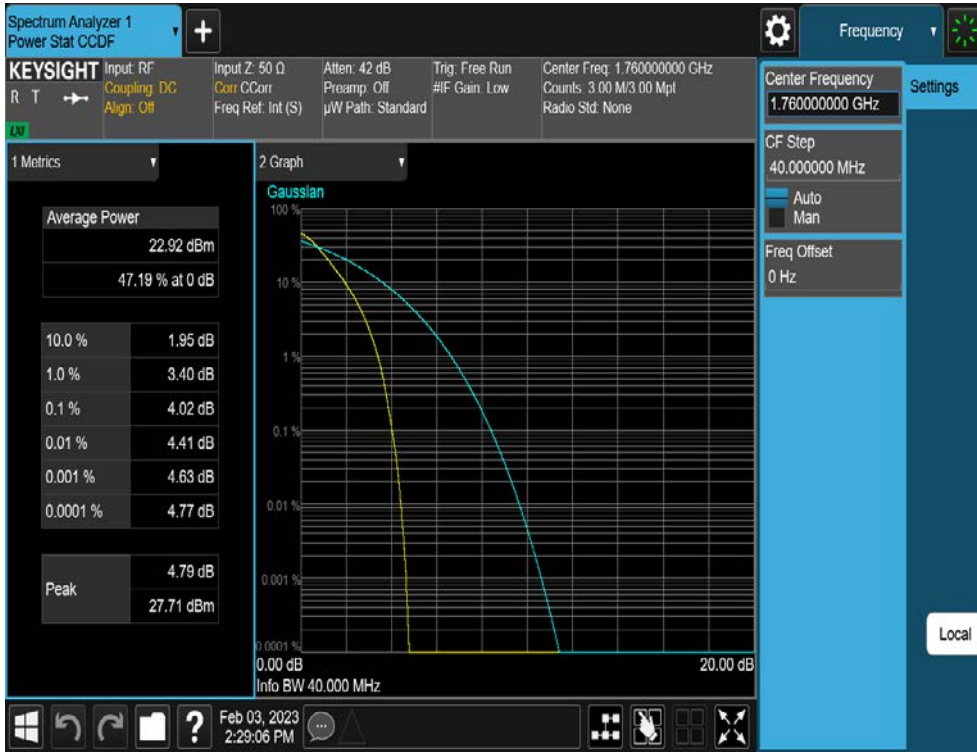 Spectrum Analyzer 1
Power Stat CCDF
+
Frequency
KEYSIGHT
R T
LXI
Input: RF
Coupling: DC
Align: Off
Input Z: 50 Ω
Corr CCorr
Freq Ref: Int (S)
Atten: 42 dB
Preamp: Off
µW Path: Standard
Trig: Free Run
#IF Gain: Low
Center Freq: 1.760000000 GHz
Counts: 3.00 M/3.00 Mpt
Radio Std: None
Center Frequency
1.760000000 GHz
Settings
CF Step
40.000000 MHz
Auto
Man
Freq Offset
0 Hz
Local
1 Metrics
Average Power
22.92 dBm
47.19 % at 0 dB
10.0 % 1.95 dB
1.0 % 3.40 dB
0.1 % 4.02 dB
0.01 % 4.41 dB
0.001 % 4.63 dB
0.0001 % 4.77 dB
Peak
4.79 dB
27.71 dBm
2 Graph
Gaussian
100 %
10 %
1 %
0.1 %
0.01 %
0.001 %
0.0001 %
0.00 dB 20.00 dB
Info BW 40.000 MHz
?
Feb 03, 2023
2:29:06 PM